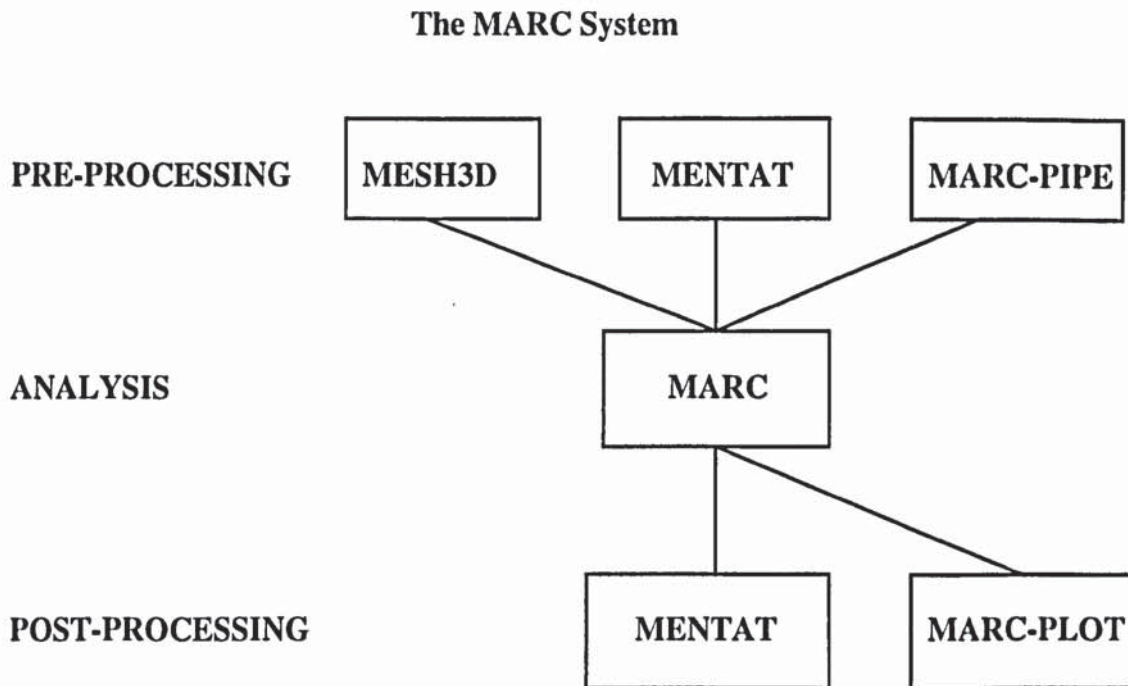 The MARC System
PRE-PROCESSING MESH3D MENTAT MARC-PIPE
ANALYSIS MARC
POST-PROCESSING MENTAT MARC-PLOT